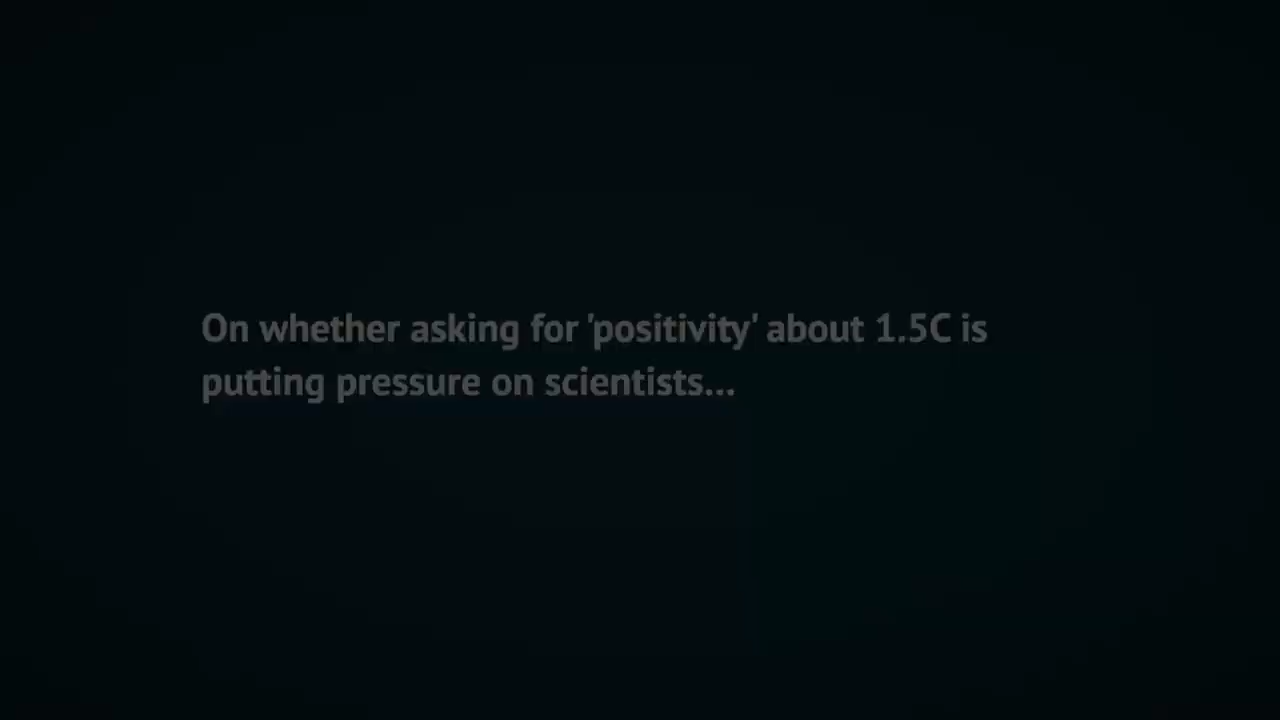 On whether asking for 'positivity' about 1.5C is
putting pressure on scientists...